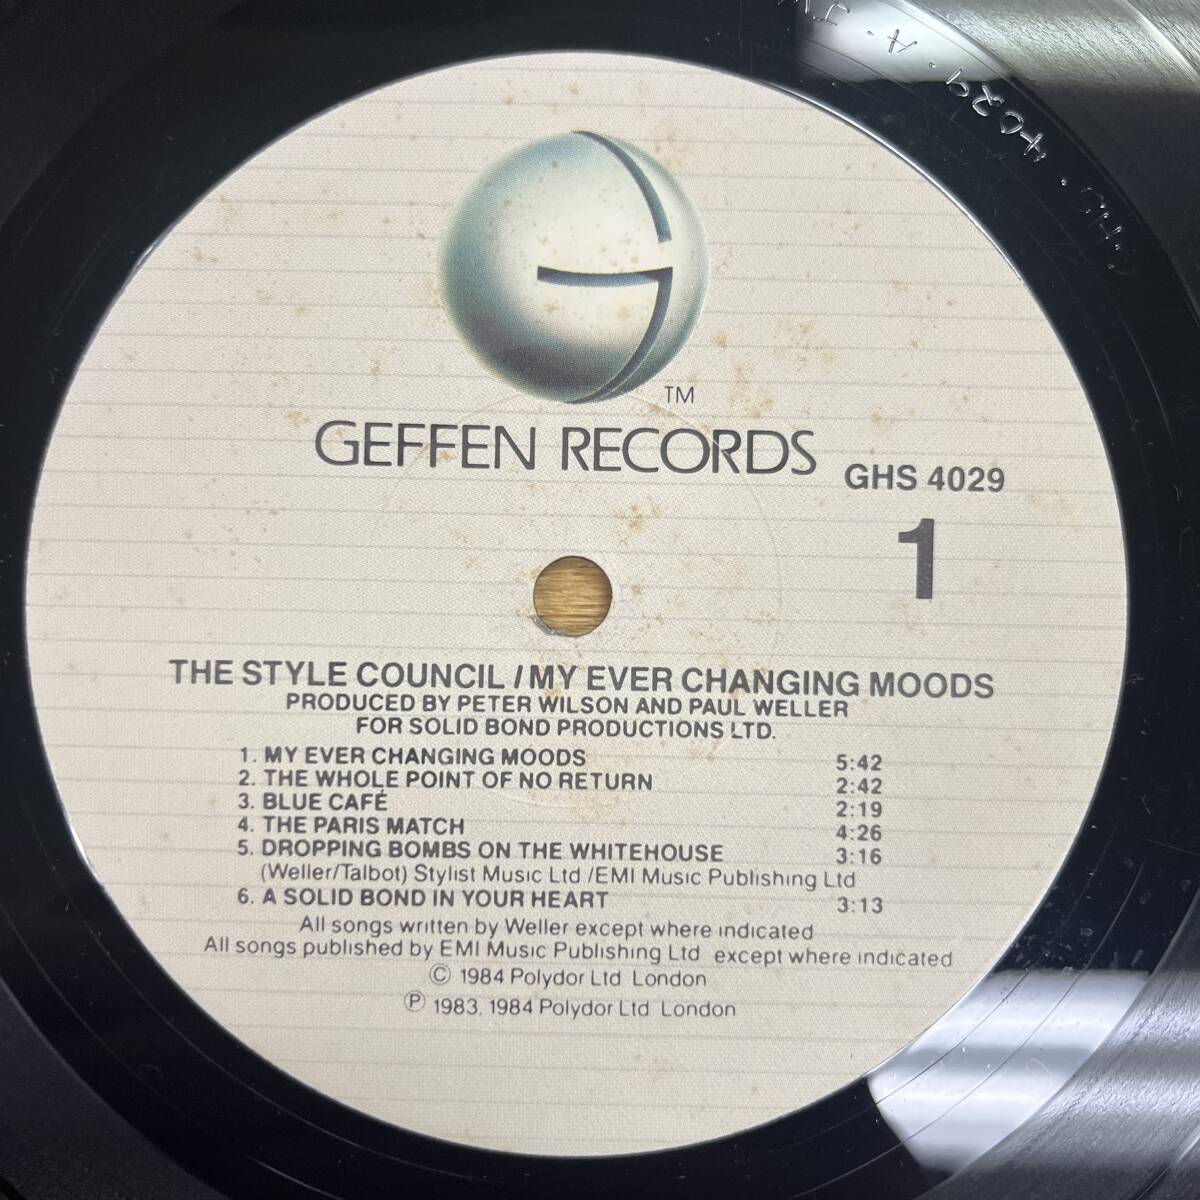 TM
GEFFEN RECORDS
GHS 4029
1
THE STYLE COUNCIL / MY EVER CHANGING MOODS
PRODUCED BY PETER WILSON AND PAUL WELLER
FOR SOLID BOND PRODUCTIONS LTD.
1. MY EVER CHANGING MOODS 5:42
2. THE WHOLE POINT OF NO RETURN 2:42
3. BLUE CAFÉ 2:19
4. THE PARIS MATCH 4:26
5. DROPPING BOMBS ON THE WHITEHOUSE 3:16
(Weller/Talbot) Stylist Music Ltd /EMI Music Publishing Ltd
6. A SOLID BOND IN YOUR HEART 3:13
All songs written by Weller except where indicated
All songs published by EMI Music Publishing Ltd except where indicated
© 1984 Polydor Ltd London
℗ 1983, 1984 Polydor Ltd London
4029 . A .